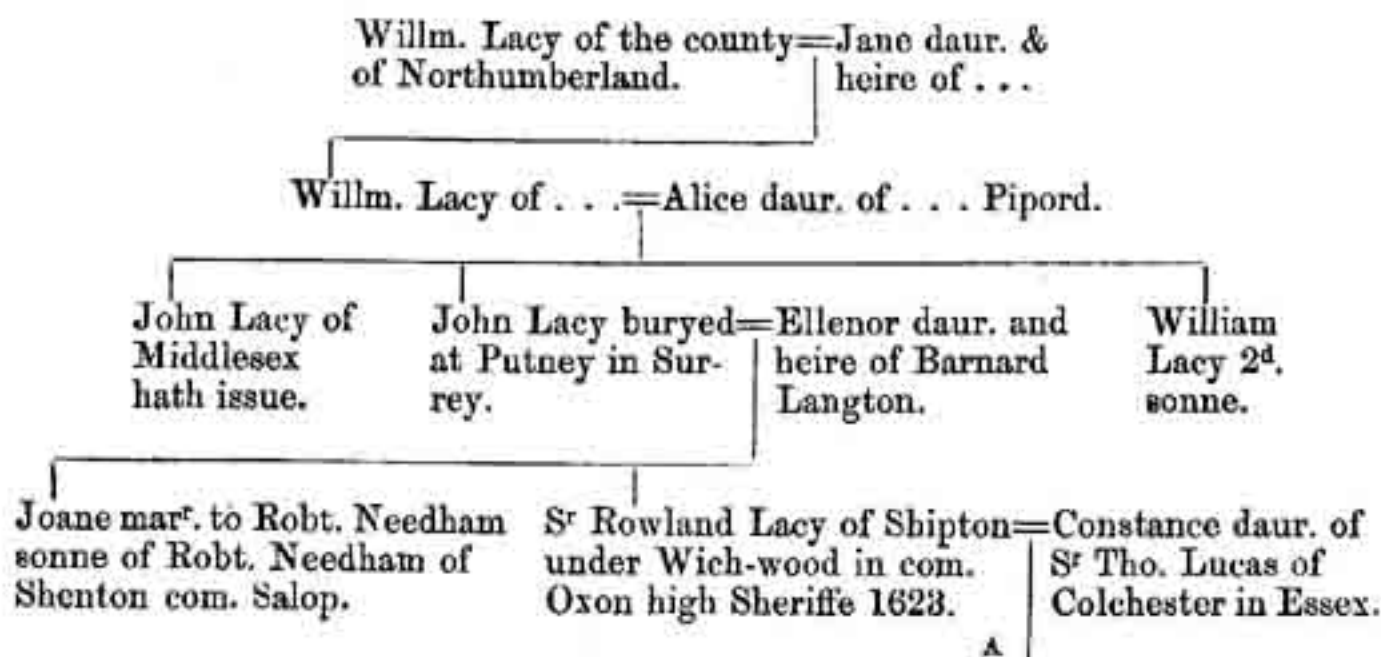 Willm. Lacy of the county=Jane daur. &
of Northumberland. heire of . . .
Willm. Lacy of . . .=Alice daur. of . . . Pipord.
John Lacy of
Middlesex
hath issue.
John Lacy buryed=Ellenor daur. and
at Putney in Sur- heire of Barnard
rey. Langton.
William
Lacy 2d.
sonne.
Joane marr. to Robt. Needham
sonne of Robt. Needham of
Shenton com. Salop.
Sr Rowland Lacy of Shipton=Constance daur. of
under Wich-wood in com. Sr Tho. Lucas of
Oxon high Sheriffe 1623. Colchester in Essex.
A